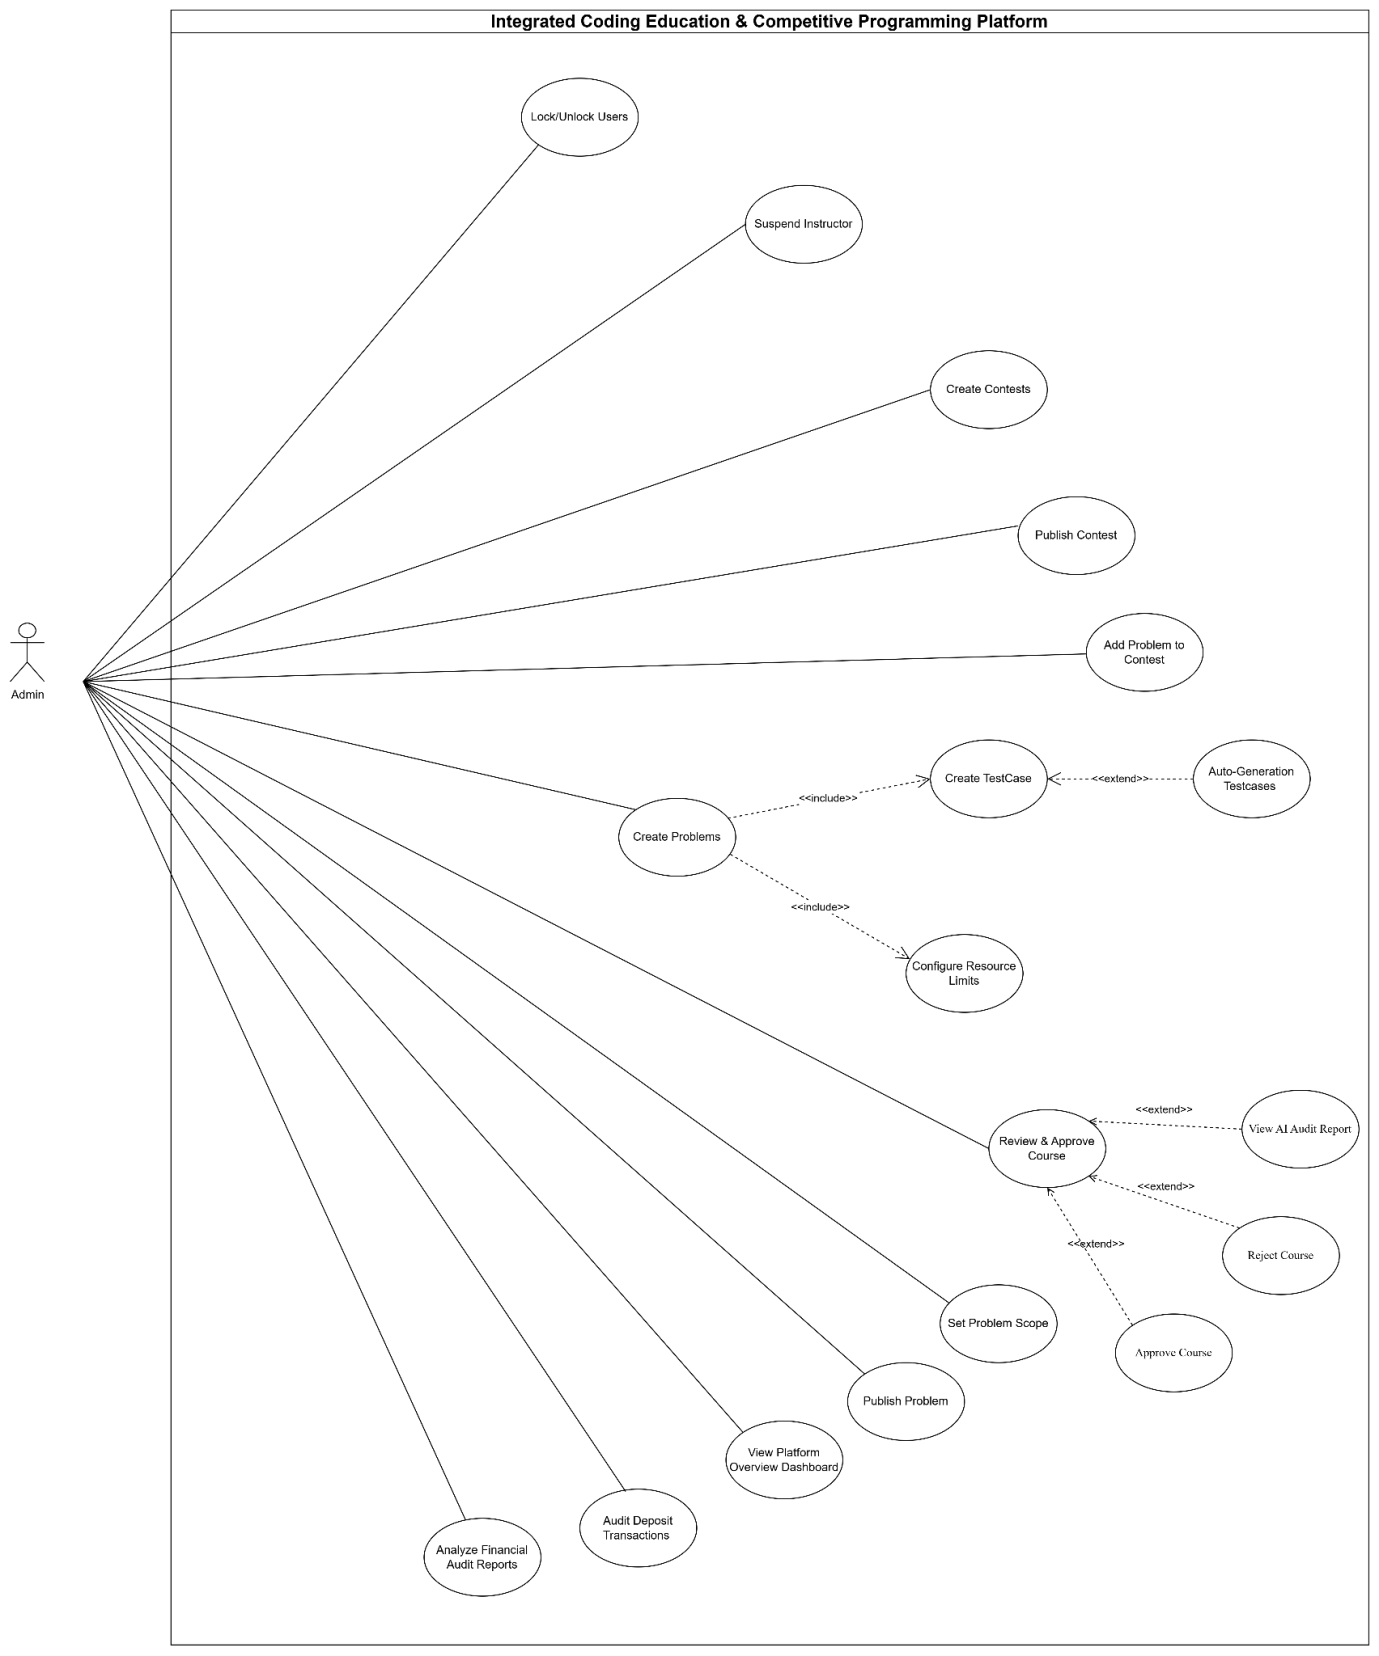 Integrated Coding Education & Competitive Programming Platform
Lock/Unlock Users
Suspend Instructor
Create Contests
Publish Contest
Add Problem to
Contest
Admin
Create TestCase
<<extend>>
Auto-Generation
Testcases
<<include>>
Create Problems
<<include>>
Configure Resource
Limits
<<extend>>
View AI Audit Report
Review & Approve
Course
<<extend>>
<<extend>>
Reject Course
Set Problem Scope
Approve Course
Publish Problem
View Platform
Overview Dashboard
Audit Deposit
Transactions
Analyze Financial
Audit Reports